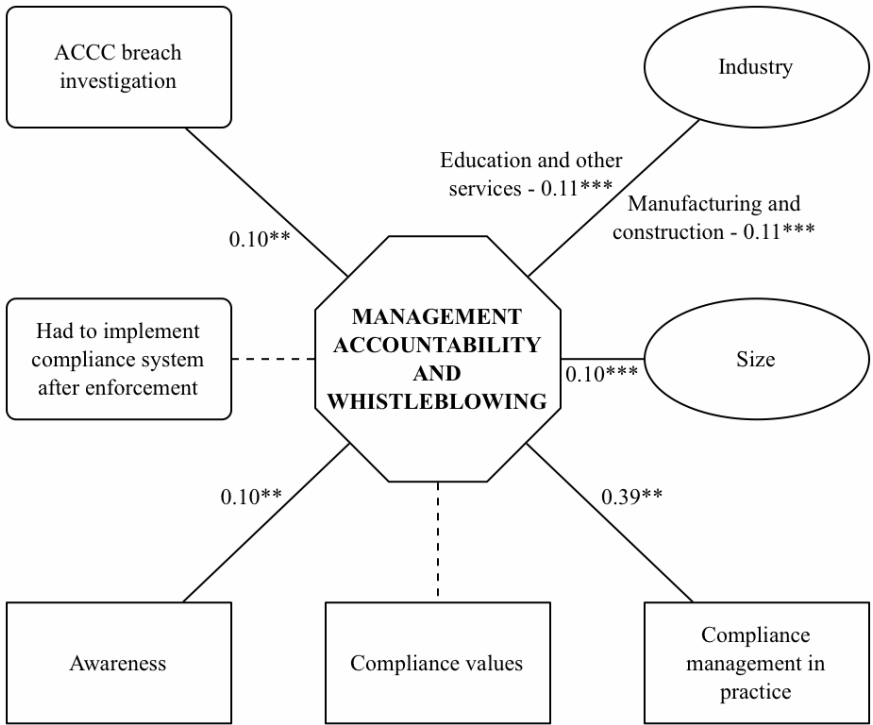 ACCC breach
investigation
Industry
Education and other
services - 0.11***
Manufacturing and
construction - 0.11***
0.10**
Had to implement
compliance system
after enforcement
MANAGEMENT
ACCOUNTABILITY
AND
WHISTLEBLOWING
0.10***
Size
0.10**
0.39**
Awareness
Compliance values
Compliance
management in
practice